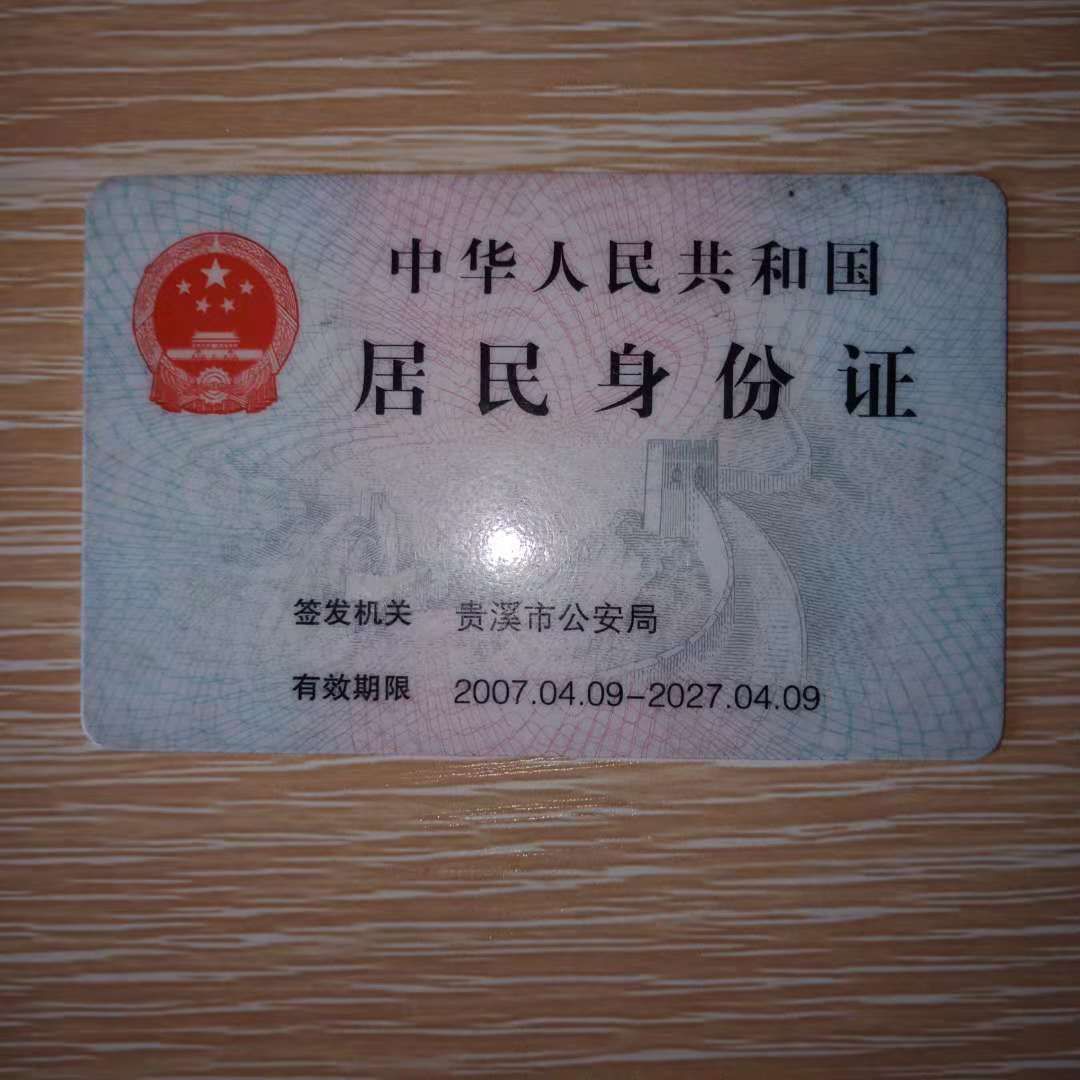 中华人民共和国
居民身份证
签发机关 贵溪市公安局
有效期限 2007.04.09-2027.04.09